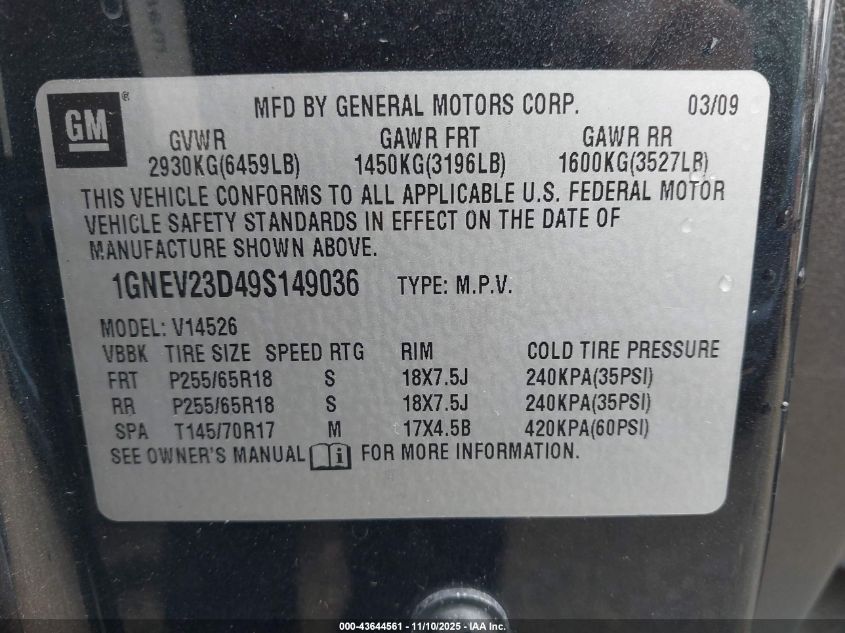 GM®
MFD BY GENERAL MOTORS CORP. 03/09
GVWR GAWR FRT GAWR RR
2930KG(6459LB) 1450KG(3196LB) 1600KG(3527LB)
THIS VEHICLE CONFORMS TO ALL APPLICABLE U.S. FEDERAL MOTOR
VEHICLE SAFETY STANDARDS IN EFFECT ON THE DATE OF
MANUFACTURE SHOWN ABOVE.
1GNEV23D49S149036 TYPE: M.P.V.
MODEL: V14526
VBBK TIRE SIZE SPEED RTG RIM COLD TIRE PRESSURE
FRT P255/65R18 S 18X7.5J 240KPA(35PSI)
RR P255/65R18 S 18X7.5J 240KPA(35PSI)
SPA T145/70R17 M 17X4.5B 420KPA(60PSI)
SEE OWNER'S MANUAL i FOR MORE INFORMATION.
000-43644561 - 11/10/2025 - IAA Inc.